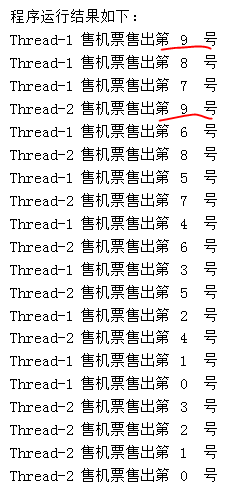 程序运行结果如下：
Thread-1 售机票售出第 9 号
Thread-1 售机票售出第 8 号
Thread-1 售机票售出第 7 号
Thread-2 售机票售出第 9 号
Thread-1 售机票售出第 6 号
Thread-2 售机票售出第 8 号
Thread-1 售机票售出第 5 号
Thread-2 售机票售出第 7 号
Thread-1 售机票售出第 4 号
Thread-2 售机票售出第 6 号
Thread-1 售机票售出第 3 号
Thread-2 售机票售出第 5 号
Thread-1 售机票售出第 2 号
Thread-2 售机票售出第 4 号
Thread-1 售机票售出第 1 号
Thread-1 售机票售出第 0 号
Thread-2 售机票售出第 3 号
Thread-2 售机票售出第 2 号
Thread-2 售机票售出第 1 号
Thread-2 售机票售出第 0 号